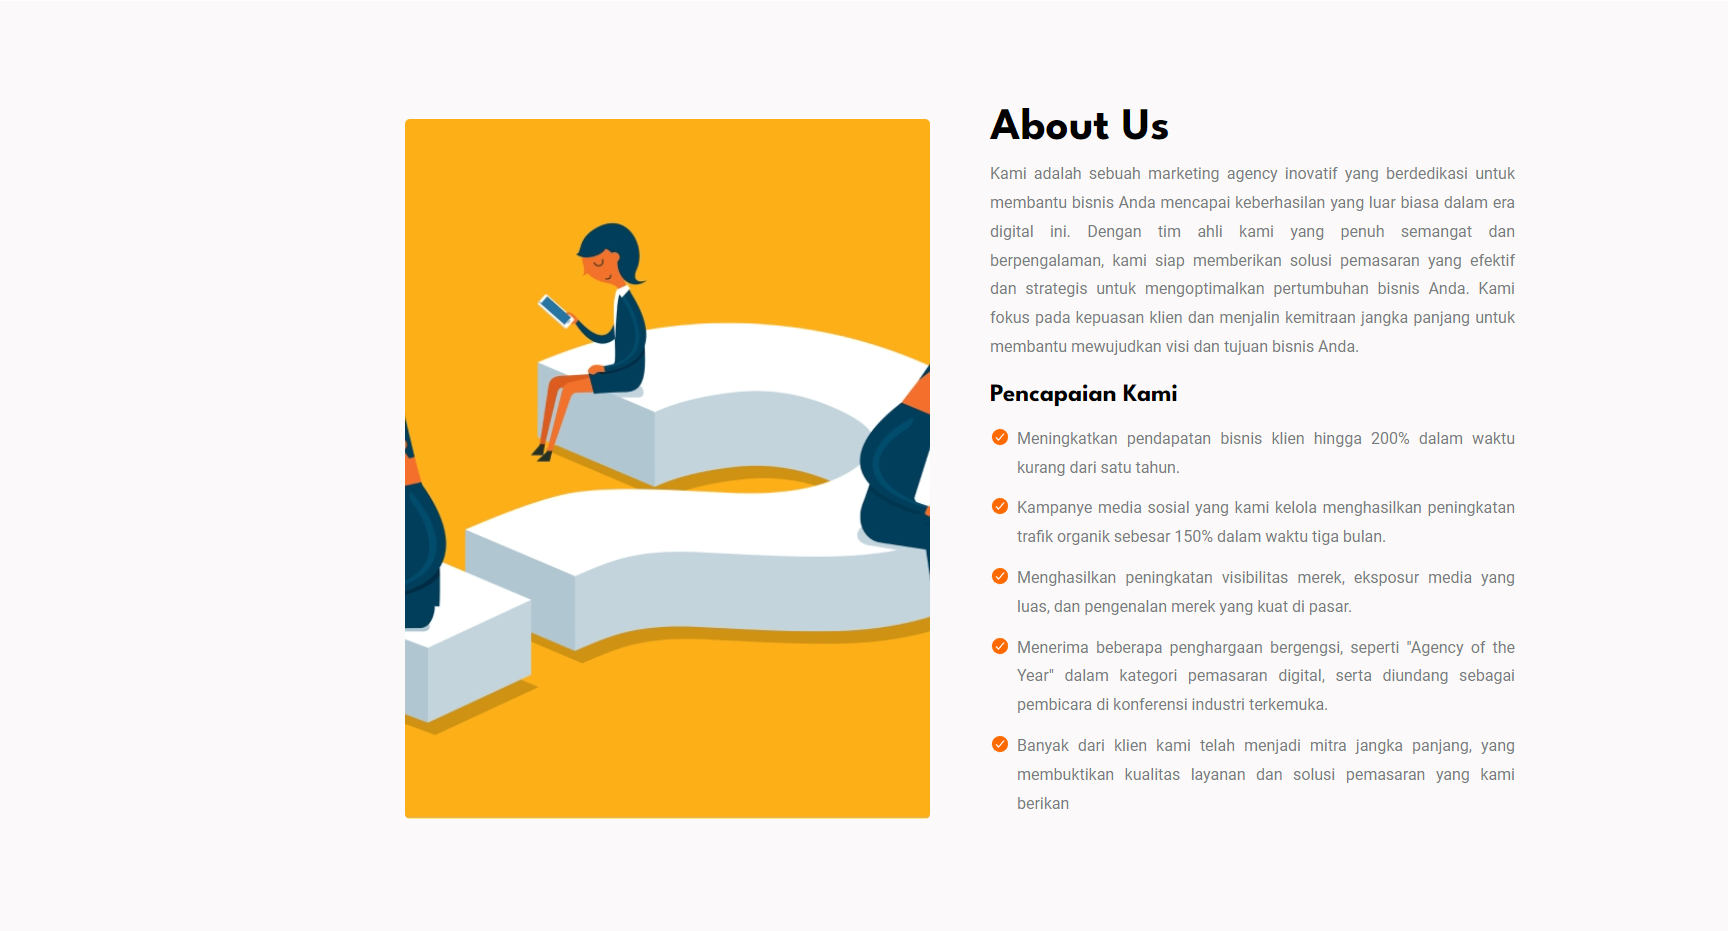 About Us
Kami adalah sebuah marketing agency inovatif yang berdedikasi untuk
membantu bisnis Anda mencapai keberhasilan yang luar biasa dalam era
digital ini. Dengan tim ahli kami yang penuh semangat dan
berpengalaman, kami siap memberikan solusi pemasaran yang efektif
dan strategis untuk mengoptimalkan pertumbuhan bisnis Anda. Kami
fokus pada kepuasan klien dan menjalin kemitraan jangka panjang untuk
membantu mewujudkan visi dan tujuan bisnis Anda.
Pencapaian Kami
Meningkatkan pendapatan bisnis klien hingga 200% dalam waktu
kurang dari satu tahun.
Kampanye media sosial yang kami kelola menghasilkan peningkatan
trafik organik sebesar 150% dalam waktu tiga bulan.
Menghasilkan peningkatan visibilitas merek, eksposur media yang
luas, dan pengenalan merek yang kuat di pasar.
Menerima beberapa penghargaan bergengsi, seperti "Agency of the
Year" dalam kategori pemasaran digital, serta diundang sebagai
pembicara di konferensi industri terkemuka.
Banyak dari klien kami telah menjadi mitra jangka panjang, yang
membuktikan kualitas layanan dan solusi pemasaran yang kami
berikan